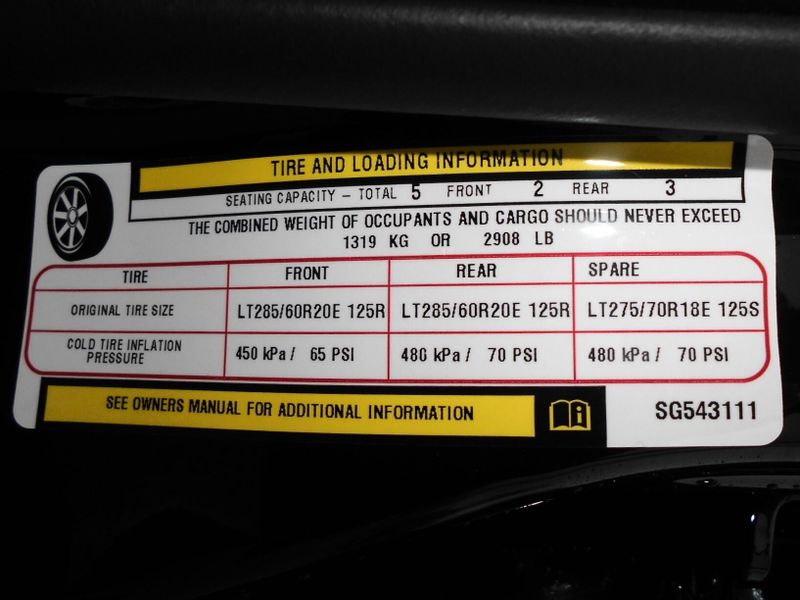 TIRE AND LOADING INFORMATION
SEATING CAPACITY – TOTAL 5 FRONT 2 REAR 3
THE COMBINED WEIGHT OF OCCUPANTS AND CARGO SHOULD NEVER EXCEED
1319 KG OR 2908 LB
TIRE FRONT REAR SPARE
ORIGINAL TIRE SIZE LT285/60R20E 125R LT285/60R20E 125R LT275/70R18E 125S
COLD TIRE INFLATION
PRESSURE 450 kPa / 65 PSI 480 kPa / 70 PSI 480 kPa / 70 PSI
SEE OWNERS MANUAL FOR ADDITIONAL INFORMATION
SG543111